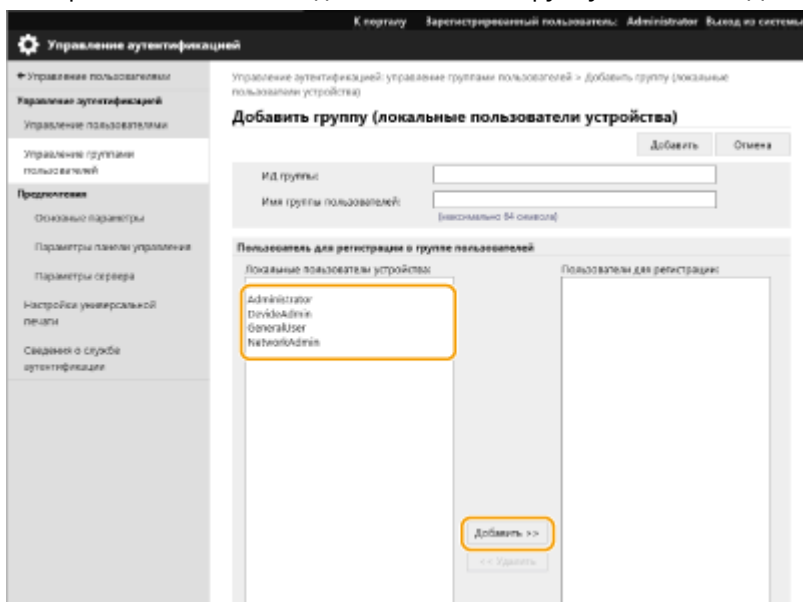 К порталу Зарегистрированный пользователь: Administrator Выход из системы
Управление аутентификацией
Управление пользователями
Управление аутентификацией
Управление пользователями
Управление группами
пользователей
Предпочтения
Основные параметры
Параметры панели управления
Параметры сервера
Настройки универсальной
печати
Сведения о службе
аутентификации
Управление аутентификацией: управление группами пользователей > Добавить группу (локальные
пользователи устройства)
Добавить группу (локальные пользователи устройства)
Добавить Отмена
ИД группы:
Имя группы пользователей:
(максимально 64 символа)
Пользователь для регистрации в группе пользователей
Локальные пользователи устройства: Пользователи для регистрации:
Administrator
DevideAdmin
GeneralUser
NetworkAdmin
Добавить >>
<< Удалить